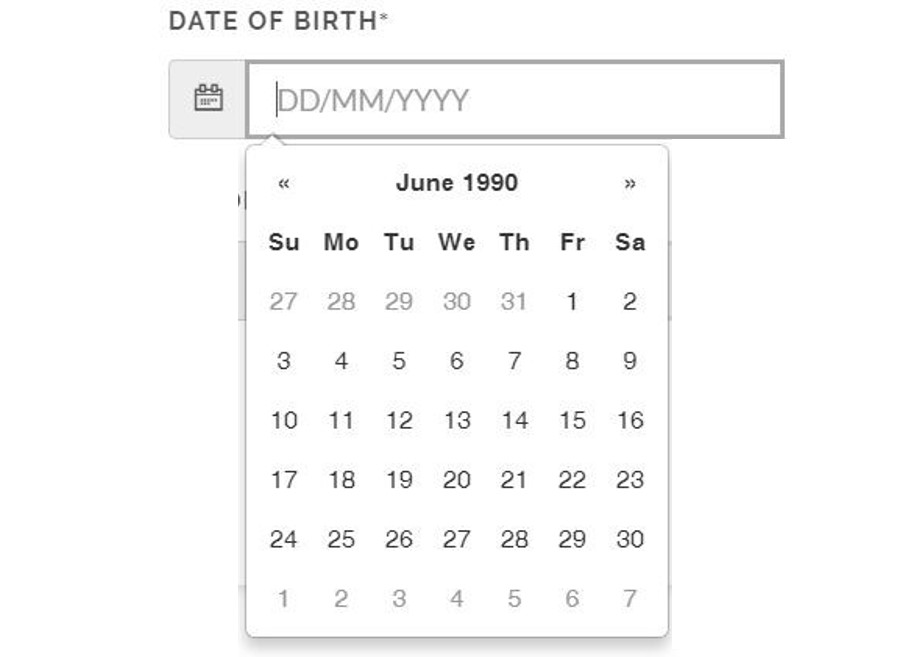 DATE OF BIRTH*
DD/MM/YYYY
« June 1990 »
Su Mo Tu We Th Fr Sa
27 28 29 30 31 1 2
3 4 5 6 7 8 9
10 11 12 13 14 15 16
17 18 19 20 21 22 23
24 25 26 27 28 29 30
1 2 3 4 5 6 7